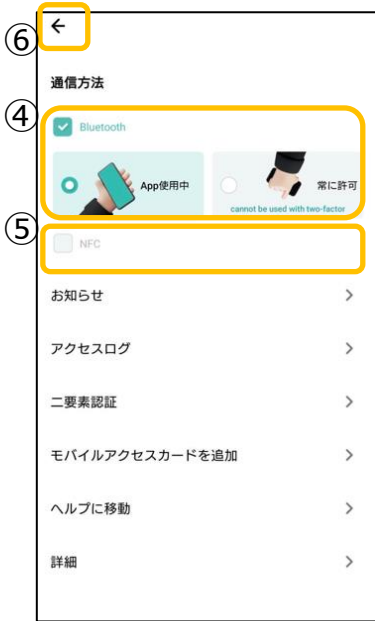 ⑥
←
通信方法
④
Bluetooth
App使用中
常に許可
cannot be used with two-factor
⑤
NFC
お知らせ
アクセスログ
二要素認証
モバイルアクセスカードを追加
ヘルプに移動
詳細